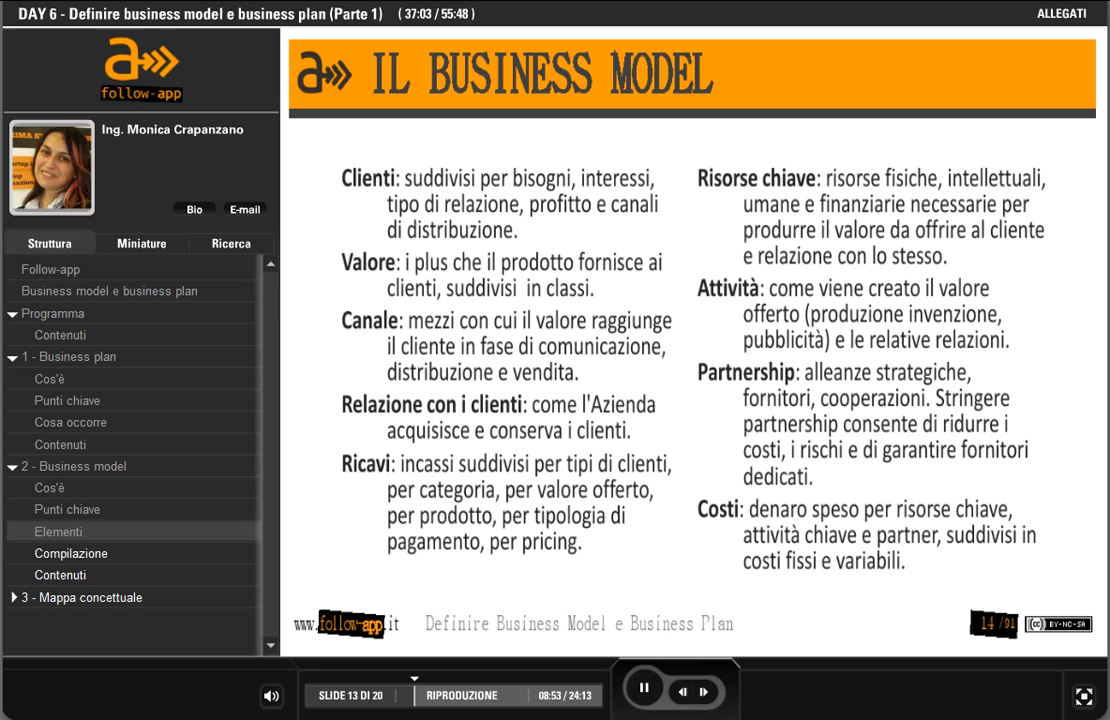 DAY 6 - Definire business model e business plan (Parte 1) ( 37:03 / 55:48 )
ALLEGATI
a
follow-app
Ing. Monica Crapanzano
Bio
E-mail
Struttura
Miniature
Ricerca
Follow-app
Business model e business plan
Programma
Contenuti
1 - Business plan
Cos'è
Punti chiave
Cosa occorre
Contenuti
2 - Business model
Cos'è
Punti chiave
Elementi
Compilazione
Contenuti
3 - Mappa concettuale
a IL BUSINESS MODEL
Clienti: suddivisi per bisogni, interessi,
tipo di relazione, profitto e canali
di distribuzione.
Valore: i plus che il prodotto fornisce ai
clienti, suddivisi in classi.
Canale: mezzi con cui il valore raggiunge
il cliente in fase di comunicazione,
distribuzione e vendita.
Relazione con i clienti: come l'Azienda
acquisisce e conserva i clienti.
Ricavi: incassi suddivisi per tipi di clienti,
per categoria, per valore offerto,
per prodotto, per tipologia di
pagamento, per pricing.
Risorse chiave: risorse fisiche, intellettuali,
umane e finanziarie necessarie per
produrre il valore da offrire al cliente
e relazione con lo stesso.
Attività: come viene creato il valore
offerto (produzione invenzione,
pubblicità) e le relative relazioni.
Partnership: alleanze strategiche,
fornitori, cooperazioni. Stringere
partnership consente di ridurre i
costi, i rischi e di garantire fornitori
dedicati.
Costi: denaro speso per risorse chiave,
attività chiave e partner, suddivisi in
costi fissi e variabili.
www.follow-app.it
Definire Business Model e Business Plan
14 /91
(cc) BY-NC-SA
SLIDE 13 DI 20
RIPRODUZIONE
08:53 / 24:13